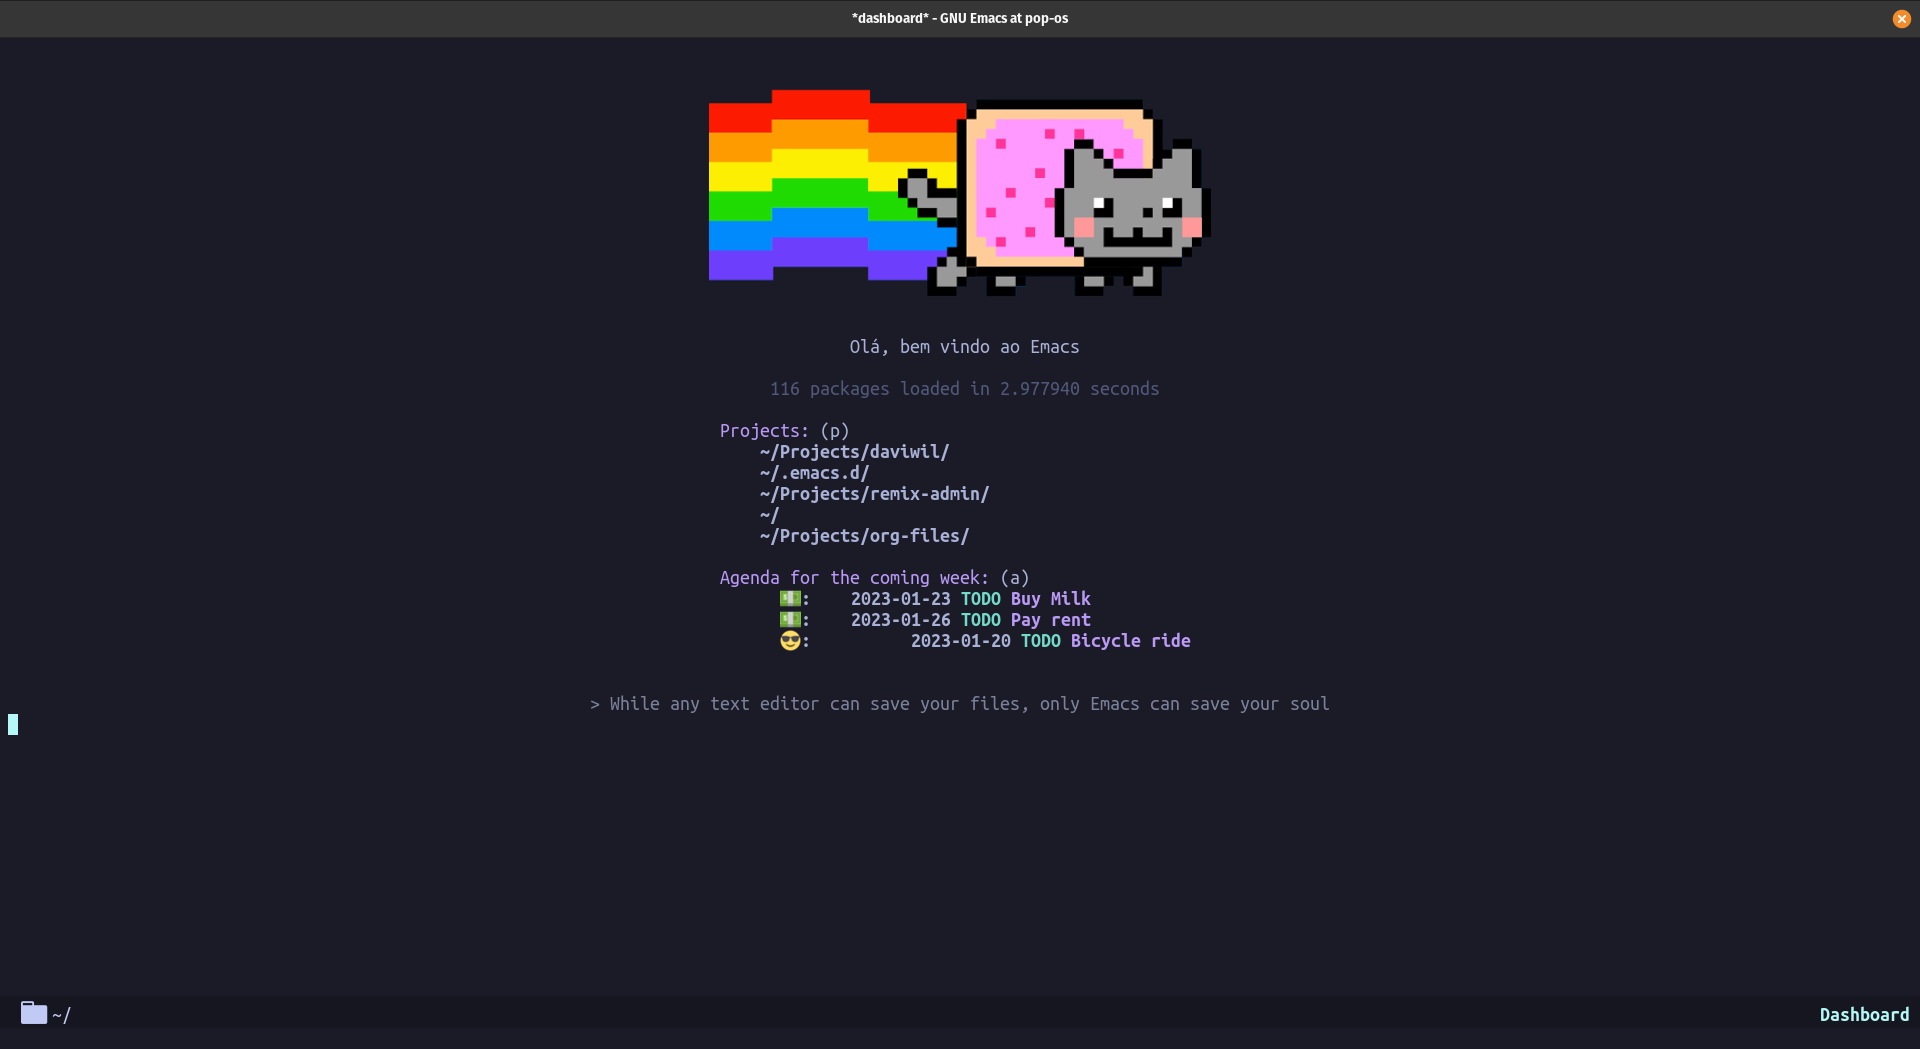 *dashboard* - GNU Emacs at pop-os
Olá, bem vindo ao Emacs
116 packages loaded in 2.977940 seconds
Projects: (p)
~/Projects/daviwil/
~/.emacs.d/
~/Projects/remix-admin/
~/
~/Projects/org-files/
Agenda for the coming week: (a)
💵: 2023-01-23 TODO Buy Milk
💵: 2023-01-26 TODO Pay rent
😎: 2023-01-20 TODO Bicycle ride
> While any text editor can save your files, only Emacs can save your soul
~/
Dashboard